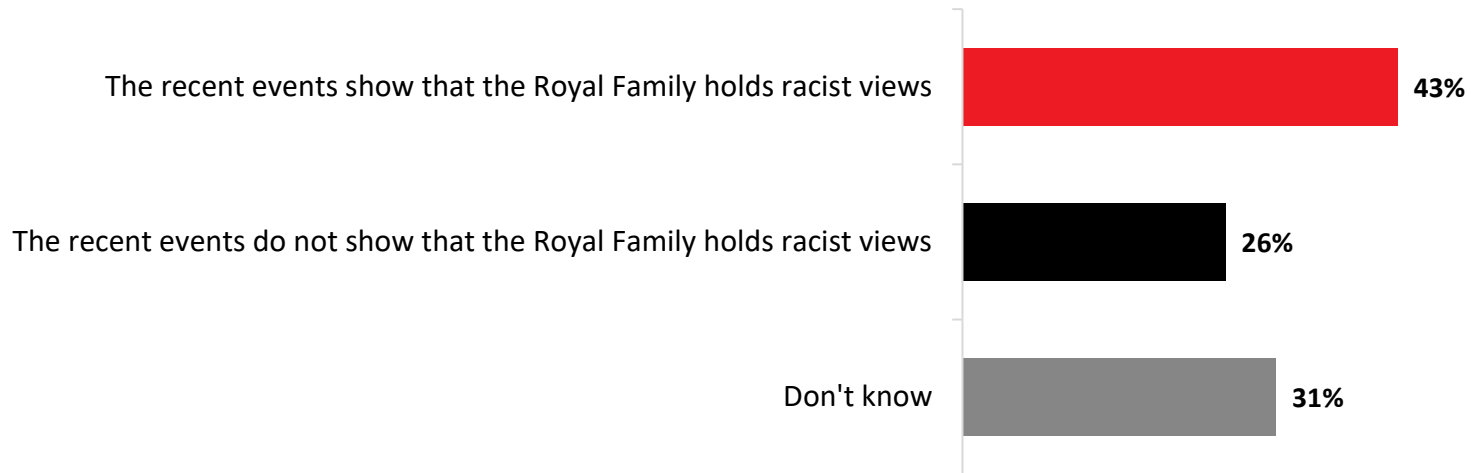 The recent events show that the Royal Family holds racist views 43%
The recent events do not show that the Royal Family holds racist views 26%
Don't know 31%